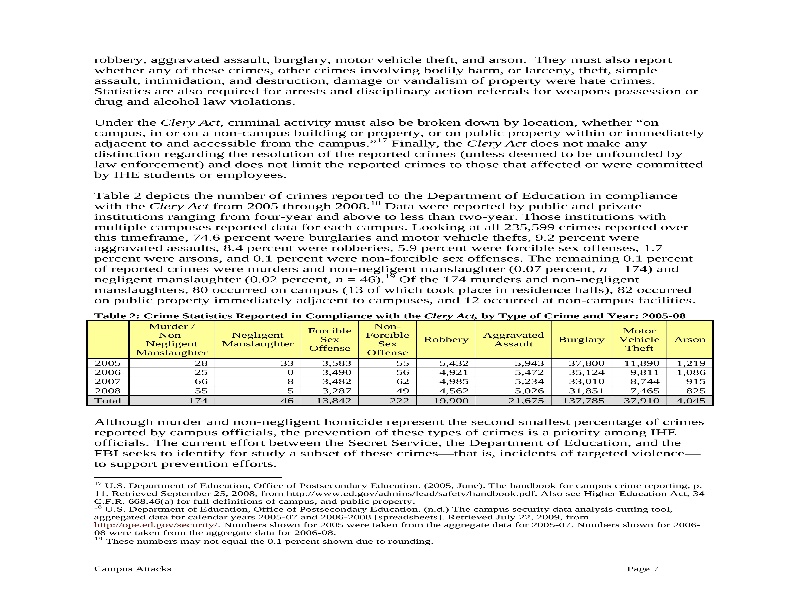 robbery, aggravated assault, burglary, motor vehicle theft, and arson. They must also report
whether any of these crimes, other crimes involving bodily harm, or larceny, theft, simple
assault, intimidation, and destruction, damage or vandalism of property were hate crimes.
Statistics are also required for arrests and disciplinary action referrals for weapons possession or
drug and alcohol law violations.
Under the Clery Act, criminal activity must also be broken down by location, whether “on
campus, in or on a non-campus building or property, or on public property within or immediately
adjacent to and accessible from the campus.”17 Finally, the Clery Act does not make any
distinction regarding the resolution of the reported crimes (unless deemed to be unfounded by
law enforcement) and does not limit the reported crimes to those that affected or were committed
by IHE students or employees.
Table 2 depicts the number of crimes reported to the Department of Education in compliance
with the Clery Act from 2005 through 2008.18 Data were reported by public and private
institutions ranging from four-year and above to less than two-year. Those institutions with
multiple campuses reported data for each campus. Looking at all 235,599 crimes reported over
this timeframe, 74.6 percent were burglaries and motor vehicle thefts, 9.2 percent were
aggravated assaults, 8.4 percent were robberies, 5.9 percent were forcible sex offenses, 1.7
percent were arsons, and 0.1 percent were non-forcible sex offenses. The remaining 0.1 percent
of reported crimes were murders and non-negligent manslaughter (0.07 percent, n = 174) and
negligent manslaughter (0.02 percent, n = 46).19 Of the 174 murders and non-negligent
manslaughters, 80 occurred on campus (13 of which took place in residence halls), 82 occurred
on public property immediately adjacent to campuses, and 12 occurred at non-campus facilities.
Table 2: Crime Statistics Reported in Compliance with the Clery Act, by Type of Crime and Year: 2005-08
Murder / Non-Negligent Manslaughter Negligent Manslaughter Forcible Sex Offense Non-Forcible Sex Offense Robbery Aggravated Assault Burglary Motor Vehicle Theft Arson
2005 28 33 3,583 55 5,432 5,943 37,800 11,890 1,219
2006 25 0 3,490 56 4,921 5,472 35,124 9,811 1,086
2007 66 8 3,482 62 4,985 5,234 33,010 8,744 915
2008 55 5 3,287 49 4,562 5,026 31,851 7,465 825
Total 174 46 13,842 222 19,900 21,675 137,785 37,910 4,045
Although murder and non-negligent homicide represent the second smallest percentage of crimes
reported by campus officials, the prevention of these types of crimes is a priority among IHE
officials. The current effort between the Secret Service, the Department of Education, and the
FBI seeks to identify for study a subset of these crimes—that is, incidents of targeted violence—
to support prevention efforts.
17 U.S. Department of Education, Office of Postsecondary Education. (2005, June). The handbook for campus crime reporting, p.
11. Retrieved September 25, 2008, from http://www.ed.gov/admins/lead/safety/handbook.pdf. Also see Higher Education Act, 34
C.F.R. 668.46(a) for full definitions of campus, and public property.
18 U.S. Department of Education, Office of Postsecondary Education. (n.d.) The campus security data analysis cutting tool,
aggregated data for calendar years 2005-07 and 2006-2008 [spreadsheets]. Retrieved July 22, 2009, from
http://ope.ed.gov/security/. Numbers shown for 2005 were taken from the aggregate data for 2005-07. Numbers shown for 2006-
08 were taken from the aggregate data for 2006-08.
19 These numbers may not equal the 0.1 percent shown due to rounding.
Campus Attacks Page 7